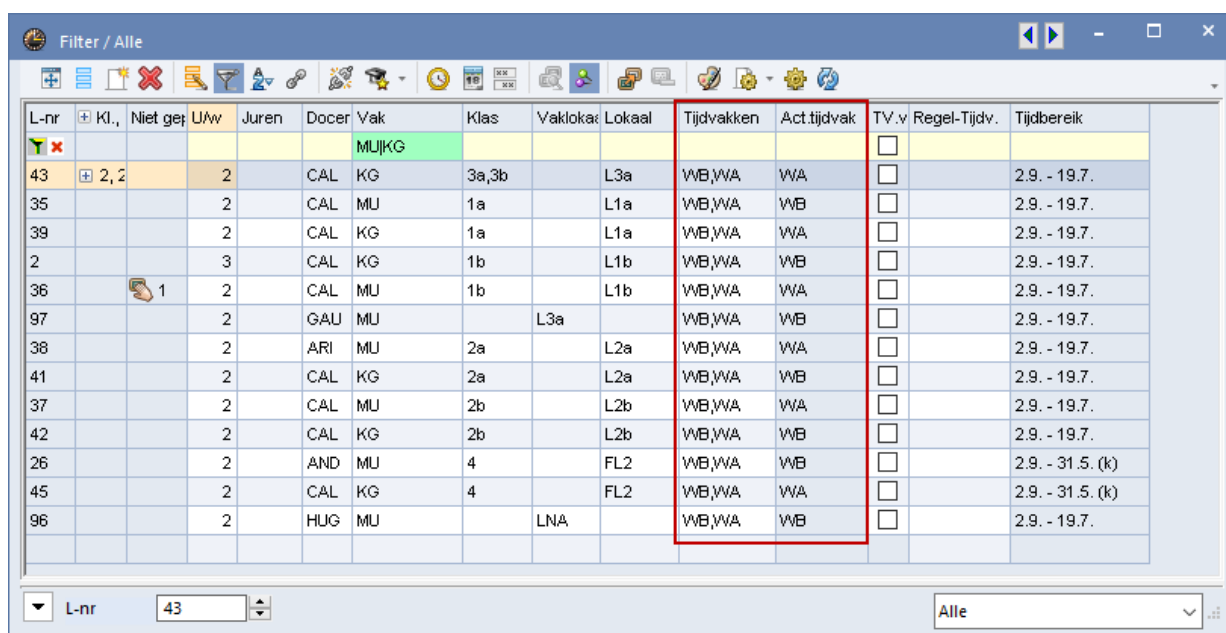 Filter / Alle
L-nr Kl., Niet gep U/w Juren Docer Vak Klas Vaklokaa Lokaal Tijdvakken Act.tijdvak TV.v Regel-Tijdv. Tijdbereik
MU|KG
43 2, 2 2 CAL KG 3a,3b L3a WB,WA WA 2.9. - 19.7.
35 2 CAL MU 1a L1a WB,WA WB 2.9. - 19.7.
39 2 CAL KG 1a L1a WB,WA WA 2.9. - 19.7.
2 3 CAL KG 1b L1b WB,WA WB 2.9. - 19.7.
36 1 2 CAL MU 1b L1b WB,WA WA 2.9. - 19.7.
97 2 GAU MU L3a WB,WA WB 2.9. - 19.7.
38 2 ARI MU 2a L2a WB,WA WA 2.9. - 19.7.
41 2 CAL KG 2a L2a WB,WA WB 2.9. - 19.7.
37 2 CAL MU 2b L2b WB,WA WA 2.9. - 19.7.
42 2 CAL KG 2b L2b WB,WA WB 2.9. - 19.7.
26 2 AND MU 4 FL2 WB,WA WB 2.9. - 31.5. (k)
45 2 CAL KG 4 FL2 WB,WA WA 2.9. - 31.5. (k)
96 2 HUG MU LNA WB,WA WB 2.9. - 19.7.
L-nr 43 Alle